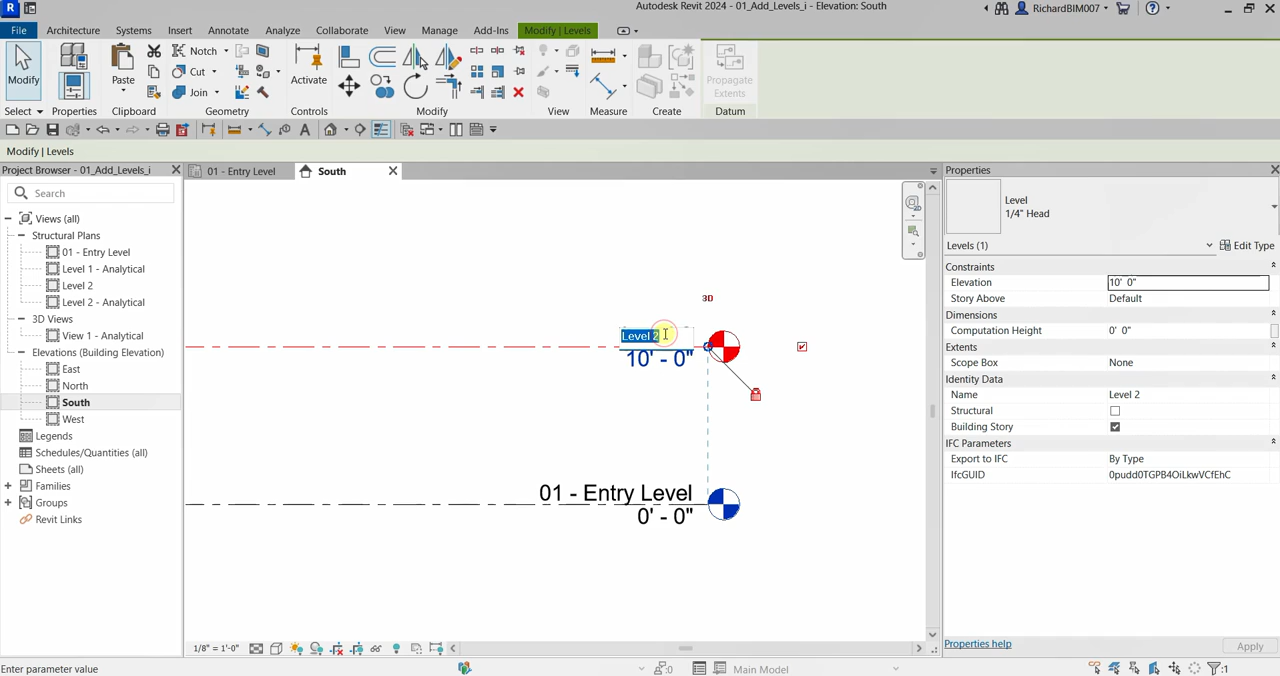 R
Autodesk Revit 2024 - 01_Add_Levels_i - Elevation: South
RichardBIM007
File Architecture Systems Insert Annotate Analyze Collaborate View Manage Add-Ins Modify | Levels
Modify
Paste
Notch
Cut
Join
Activate
Propagate
Extents
Select Properties Clipboard Geometry Controls Modify View Measure Create Datum
Modify | Levels
Project Browser - 01_Add_Levels_i
01 - Entry Level
South
Search
Views (all)
Structural Plans
01 - Entry Level
Level 1 - Analytical
Level 2
Level 2 - Analytical
3D Views
View 1 - Analytical
Elevations (Building Elevation)
East
North
South
West
Legends
Schedules/Quantities (all)
Sheets (all)
Families
Groups
Revit Links
3D
Level 2
10' - 0"
01 - Entry Level
0' - 0"
Properties
Level
1/4" Head
Levels (1)
Edit Type
Constraints
Elevation 10' 0"
Story Above Default
Dimensions
Computation Height 0' 0"
Extents
Scope Box None
Identity Data
Name Level 2
Structural
Building Story
IFC Parameters
Export to IFC By Type
IfcGUID 0pudd0TGPB4OiLkwVCfEhC
Properties help
Apply
1/8" = 1'-0"
Enter parameter value
:0
Main Model
:1